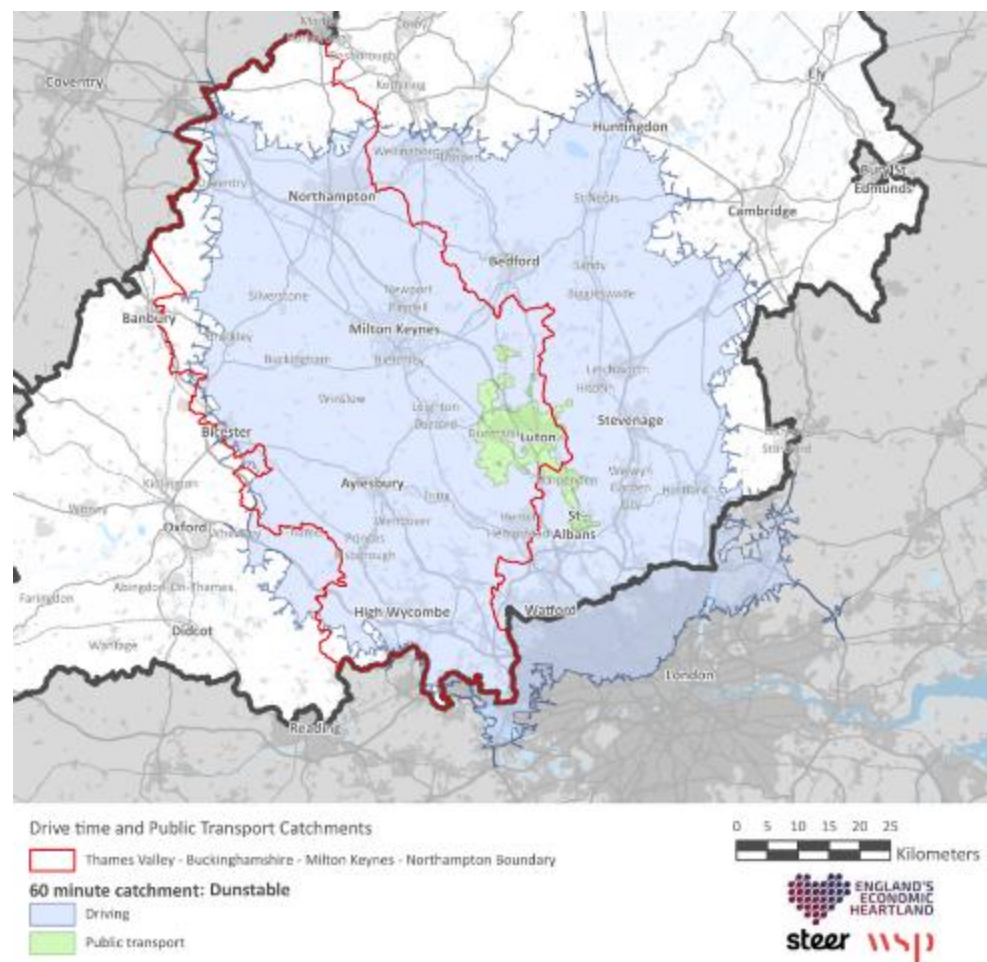 Coventry
Kettering
Ely
Huntingdon
Wellingborough
Bury St
Edmunds
Daventry
Northampton
St Neots
Cambridge
Bedford
Sandy
Silverstone
Newport
Pagnell
Biggleswade
Banbury
Milton Keynes
Brackley
Buckingham
Bletchley
Letchworth
Hitchin
Winslow
Leighton
Buzzard
Stevenage
Bicester
Dunstable
Luton
Kidlington
Aylesbury
Tring
Harpenden
Welwyn
Garden
City
Hertford
Witney
Oxford
Wheatley
Thame
Wendover
Hemel
Hempstead
St
Albans
Princes
Risborough
Abingdon-On-Thames
Faringdon
High Wycombe
Watford
Didcot
Wantage
London
Reading
Drive time and Public Transport Catchments
Thames Valley - Buckinghamshire - Milton Keynes - Northampton Boundary
60 minute catchment: Dunstable
Driving
Public transport
0 5 10 15 20 25
Kilometers
ENGLAND'S
ECONOMIC
HEARTLAND
steer wsp